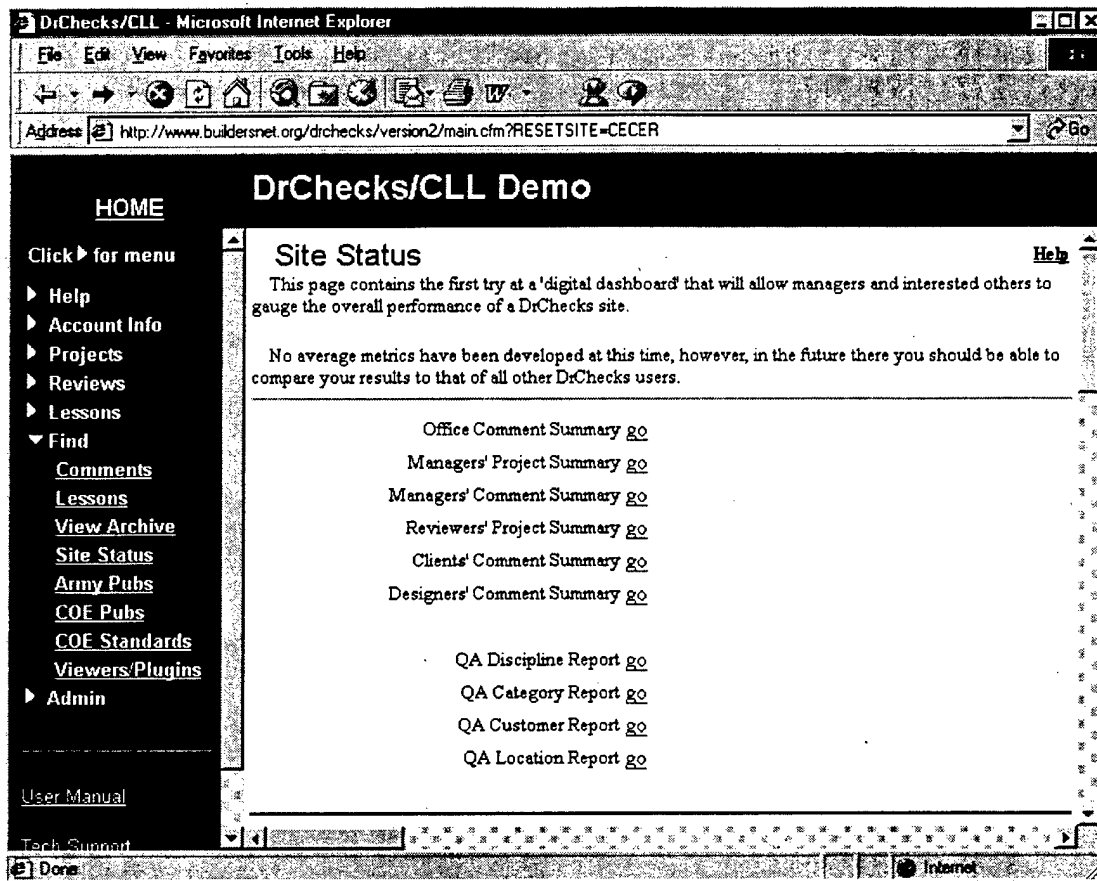 DrChecks/CLL - Microsoft Internet Explorer
File Edit View Favorites Tools Help
Address http://www.buildersnet.org/drchecks/version2/main.cfm?RESETSITE=CECER Go
HOME
DrChecks/CLL Demo
Click for menu
Help
Account Info
Projects
Reviews
Lessons
Find
Comments
Lessons
View Archive
Site Status
Army Pubs
COE Pubs
COE Standards
Viewers/Plugins
Admin
User Manual
Tech Support
Site Status
Help
This page contains the first try at a 'digital dashboard' that will allow managers and interested others to
gauge the overall performance of a DrChecks site.
No average metrics have been developed at this time, however, in the future there you should be able to
compare your results to that of all other DrChecks users.
Office Comment Summary go
Managers' Project Summary go
Managers' Comment Summary go
Reviewers' Project Summary go
Clients' Comment Summary go
Designers' Comment Summary go
QA Discipline Report go
QA Category Report go
QA Customer Report go
QA Location Report go
Done
Internet